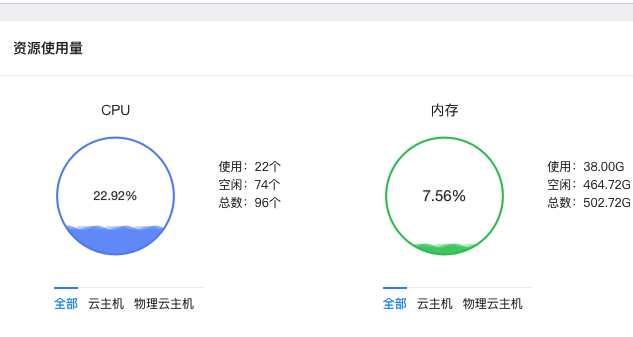 资源使用量
CPU
22.92%
使用：22个
空闲：74个
总数：96个
全部 云主机 物理云主机
内存
7.56%
使用：38.00G
空闲：464.72G
总数：502.72G
全部 云主机 物理云主机